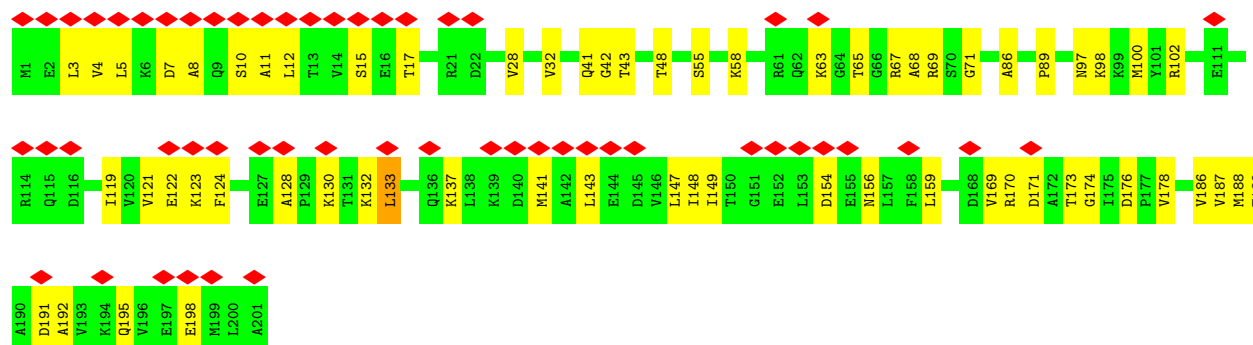 M1 E2 L3 V4 L5 K6 D7 A8 Q9 S10 A11 L12 T13 V14 S15 E16 T17 R21 D22 V28 V32 Q41 G42 T43 T48 S55 K58 R61 Q62 K63 G64 T65 G66 R67 A68 R69 S70 G71 A86 P89 N97 K98 K99 M100 Y101 R102 E111
R114 Q115 D116 I119 V120 V121 E122 K123 F124 E127 A128 P129 K130 T131 K132 L133 Q136 K137 L138 K139 D140 M141 A142 L143 E144 D145 V146 L147 I148 I149 T150 G151 E152 L153 D154 E155 N156 L157 F158 L159 D168 V169 R170 D171 A172 T173 G174 I175 D176 P177 V178 V186 V187 M188
A190 D191 A192 V193 K194 Q195 V196 E197 E198 M199 L200 A201